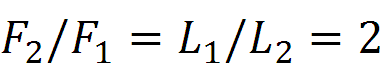 F₂/F₁ = L₁/L₂ = 2